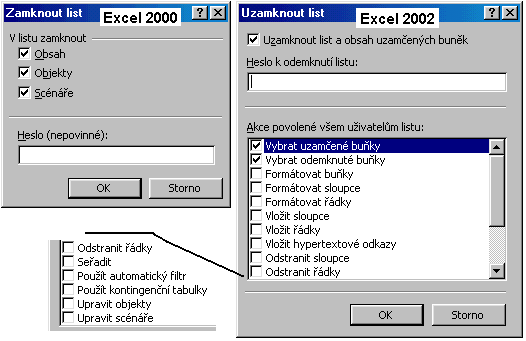 Zamknout list
Excel 2000
V listu zamknout
Obsah
Objekty
Scénáře
Heslo (nepovinné):
OK
Storno
Uzamknout list
Excel 2002
Uzamknout list a obsah uzamčených buněk
Heslo k odemknutí listu:
Akce povolené všem uživatelům listu:
Vybrat uzamčené buňky
Vybrat odemknuté buňky
Formátovat buňky
Formátovat sloupce
Formátovat řádky
Vložit sloupce
Vložit řádky
Vložit hypertextové odkazy
Odstranit sloupce
Odstranit řádky
OK
Storno
Odstranit řádky
Seřadit
Použít automatický filtr
Použít kontingenční tabulky
Upravit objekty
Upravit scénáře